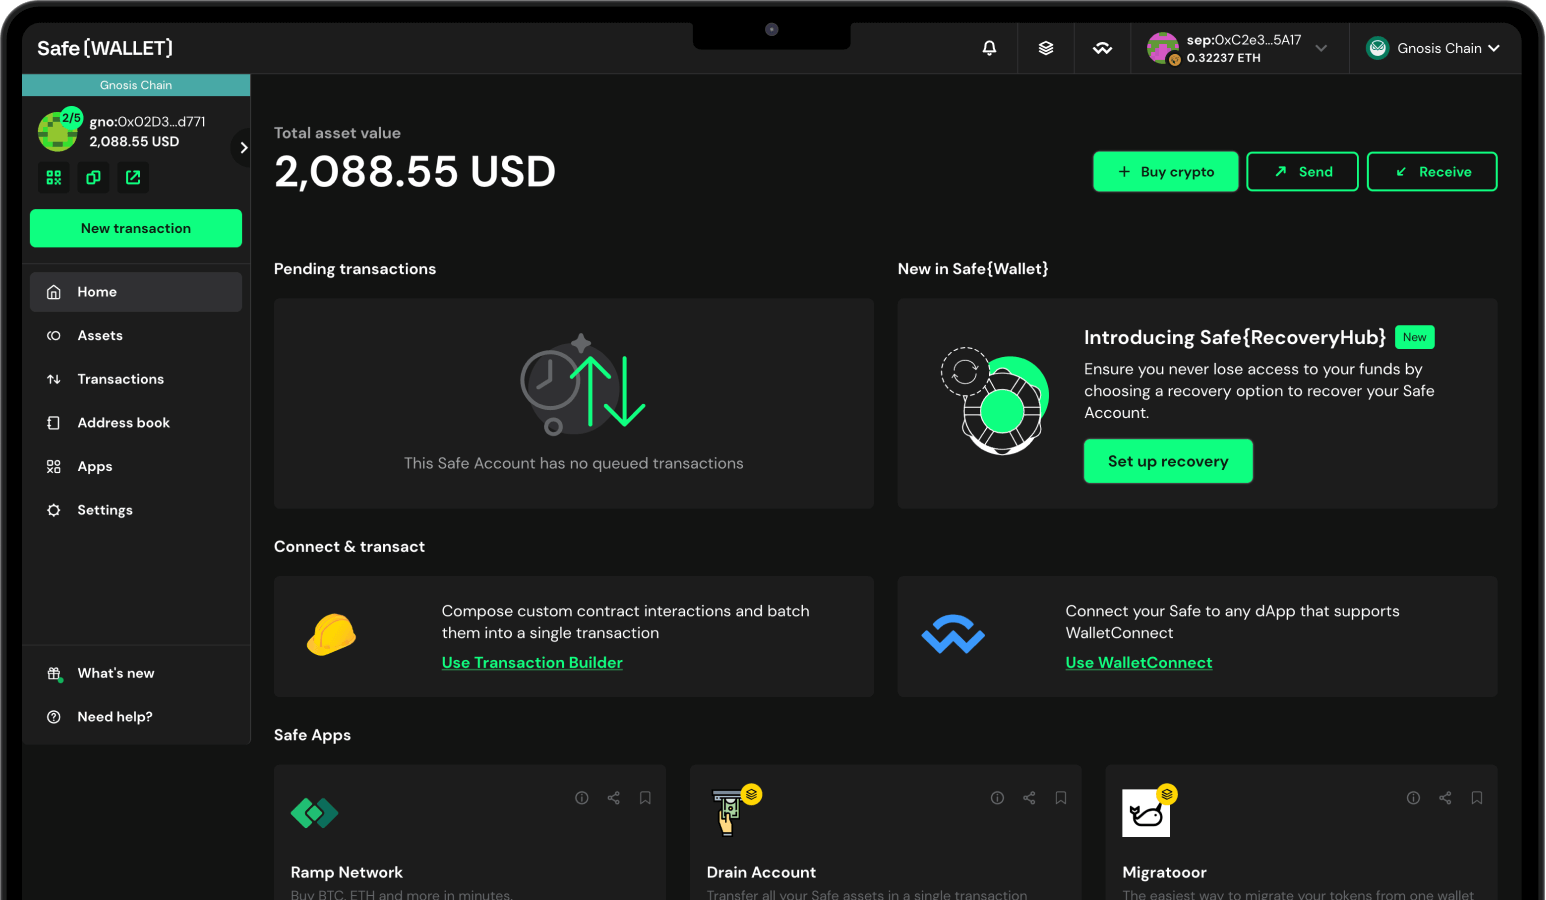 Safe{WALLET}
sep:0xC2e3...5A17
0.32237 ETH
Gnosis Chain
Gnosis Chain
2/5
gno:0x02D3...d771
2,088.55 USD
New transaction
Home
Assets
Transactions
Address book
Apps
Settings
What's new
Need help?
Total asset value
2,088.55 USD
Buy crypto
Send
Receive
Pending transactions
This Safe Account has no queued transactions
New in Safe{Wallet}
Introducing Safe{RecoveryHub} New
Ensure you never lose access to your funds by
choosing a recovery option to recover your Safe
Account.
Set up recovery
Connect & transact
Compose custom contract interactions and batch
them into a single transaction
Use Transaction Builder
Connect your Safe to any dApp that supports
WalletConnect
Use WalletConnect
Safe Apps
Ramp Network
Buy BTC, ETH and more in minutes.
Drain Account
Transfer all your Safe assets in a single transaction
Migratooor
The easiest way to migrate your tokens from one wallet